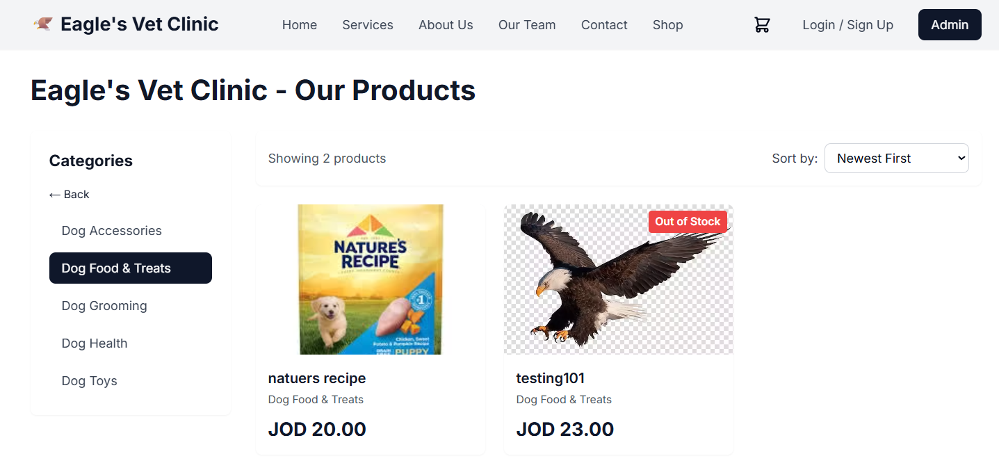 Eagle's Vet Clinic Home Services About Us Our Team Contact Shop Login / Sign Up Admin
Eagle's Vet Clinic - Our Products
Categories
← Back
Dog Accessories
Dog Food & Treats
Dog Grooming
Dog Health
Dog Toys
Showing 2 products Sort by: Newest First
NATURE'S
RECIPE
#1
Chicken, Sweet
Potato & Pumpkin Recipe
GRAIN
FREE PUPPY
natuers recipe
Dog Food & Treats
JOD 20.00
Out of Stock
testing101
Dog Food & Treats
JOD 23.00